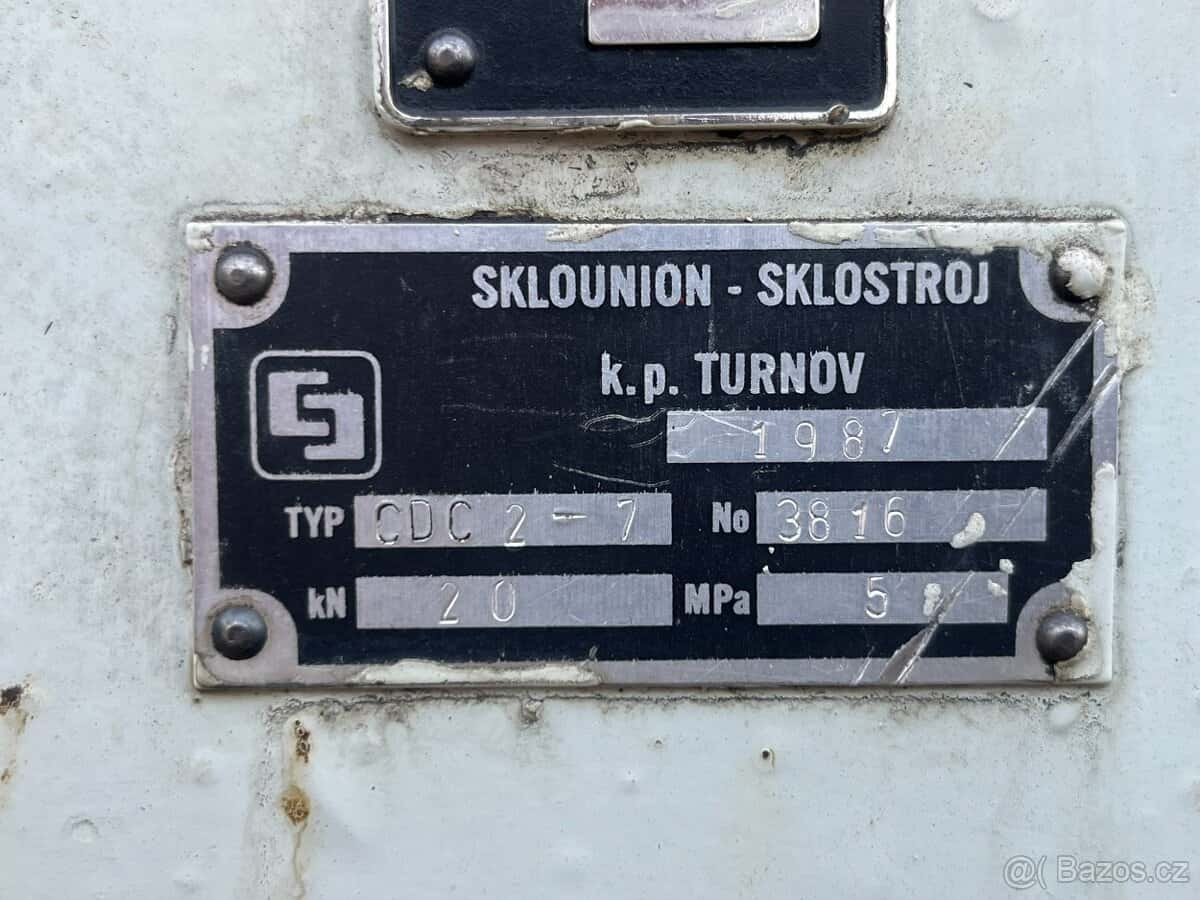 SKLOUNION - SKLOSTROJ
k.p. TURNOV
1987
TYP CDC 2-7 No 3816
kN 20 MPa 5
@( Bazos.cz